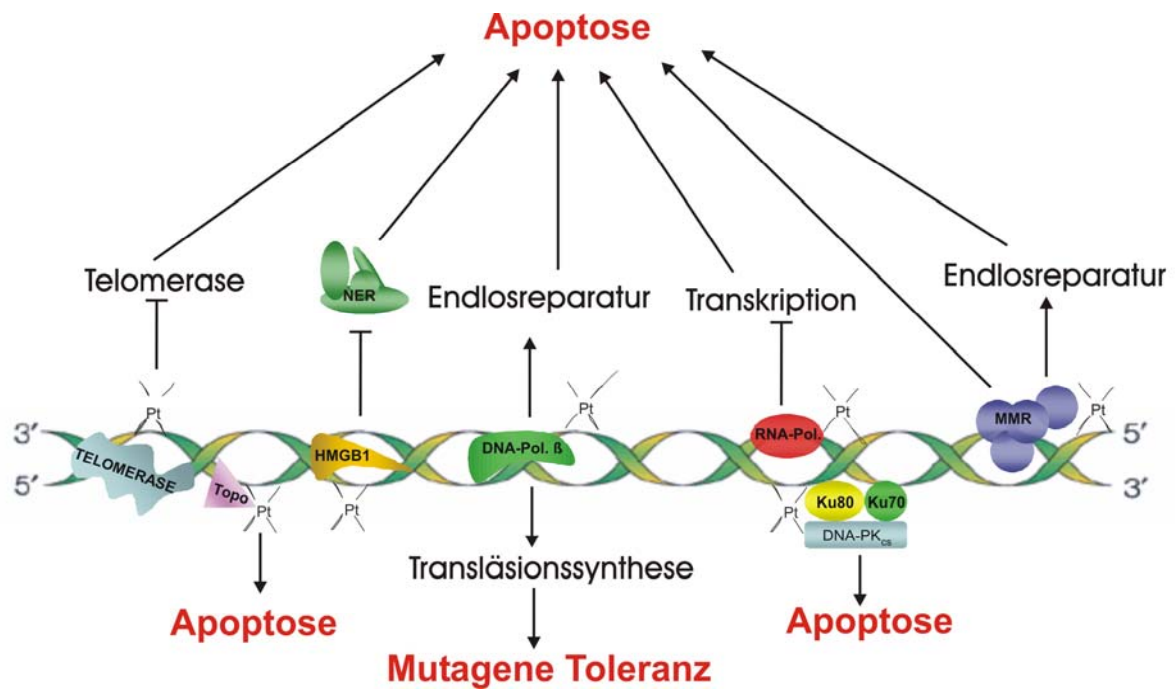 Apoptose
Telomerase
NER
Endlosreparatur
Transkription
Endlosreparatur
Pt
Pt
Pt
Pt
MMR
3′
5′
TELOMERASE
HMGB1
DNA-Pol. ß
RNA-Pol.
5′
3′
Topo
Pt
Pt
Pt
Ku80
Ku70
DNA-PKcs
Transläsionssynthese
Apoptose
Apoptose
Mutagene Toleranz